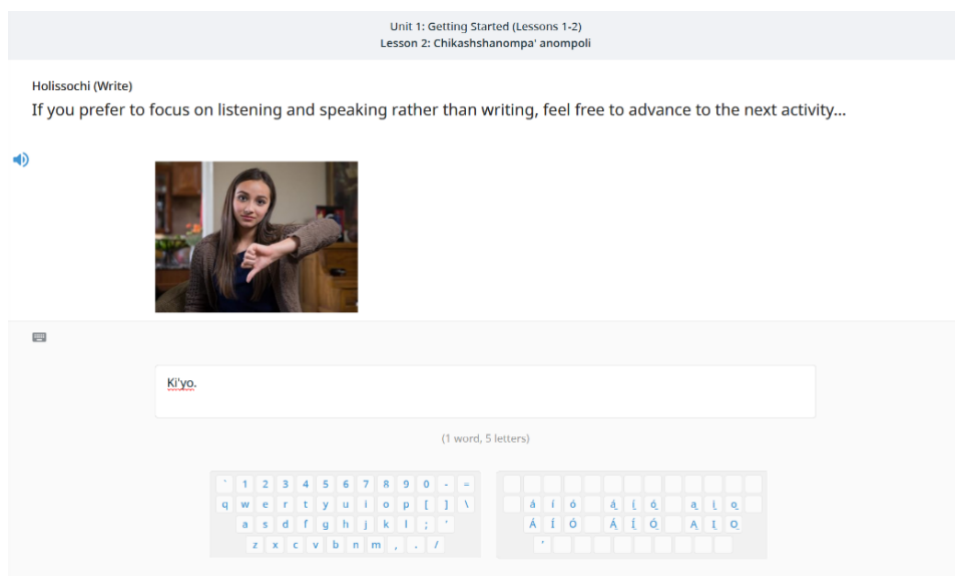 Unit 1: Getting Started (Lessons 1-2)
Lesson 2: Chikashshanompa' anompoli
Holissochi (Write)
If you prefer to focus on listening and speaking rather than writing, feel free to advance to the next activity...
Ki'yo.
(1 word, 5 letters)
` 1 2 3 4 5 6 7 8 9 0 - =
q w e r t y u i o p [ ] \
á í ó á̱ í̱ ó̱ a̱ i̱ o̱
a s d f g h j k l ; '
Á Í Ó Á̱ Í̱ Ó̱ A̱ I̱ O̱
z x c v b n m , . /
'